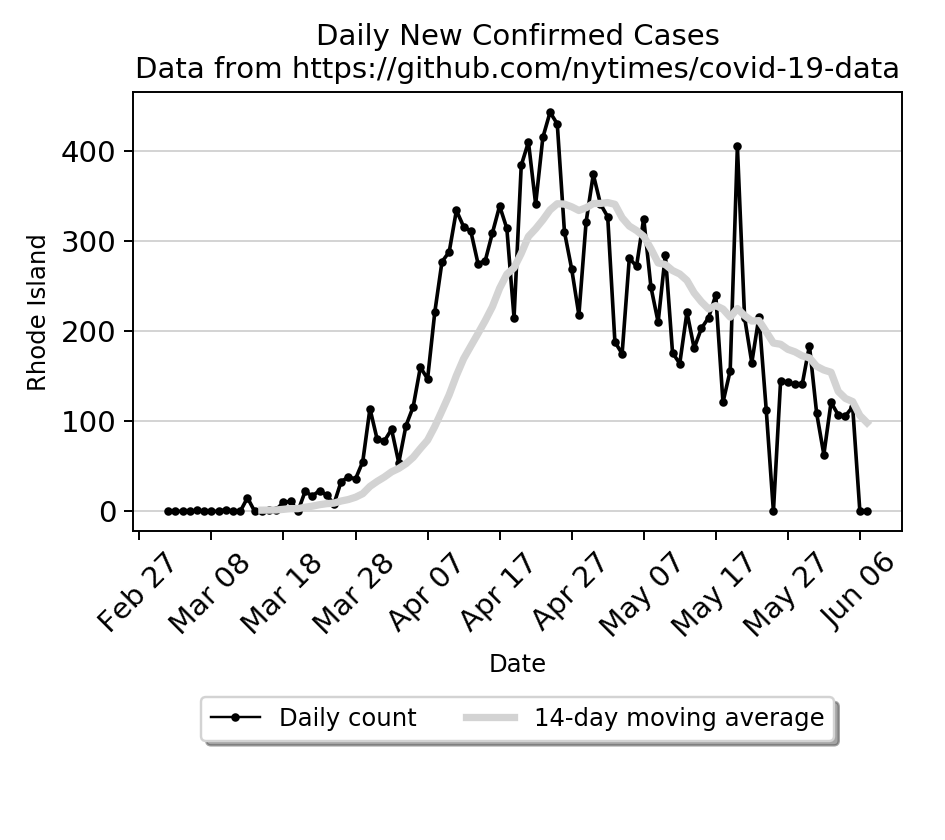 Daily New Confirmed Cases
Data from https://github.com/nytimes/covid-19-data
Rhode Island
400
300
200
100
0
Feb 27
Mar 08
Mar 18
Mar 28
Apr 07
Apr 17
Apr 27
May 07
May 17
May 27
Jun 06
Date
Daily count
14-day moving average